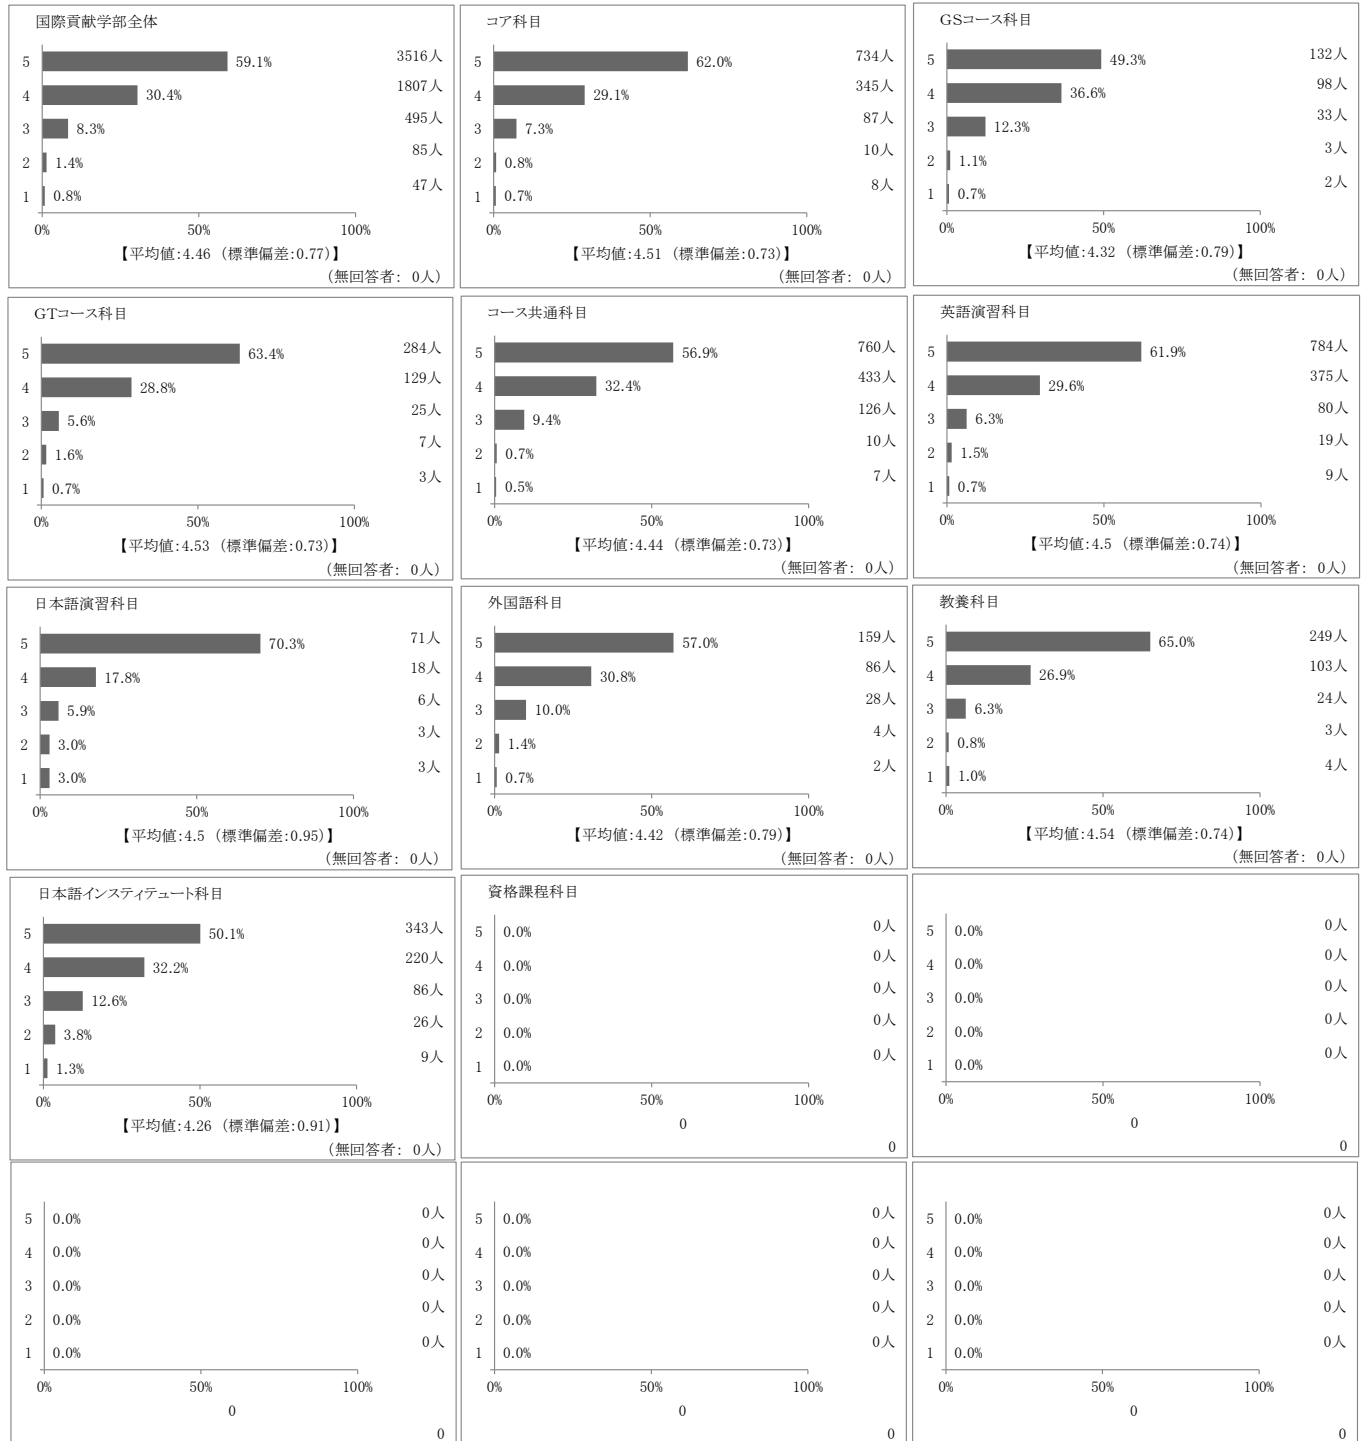 国際貢献学部全体
5 59.1% 3516人
4 30.4% 1807人
3 8.3% 495人
2 1.4% 85人
1 0.8% 47人
0% 50% 100%
【平均値:4.46 (標準偏差:0.77)】
(無回答者: 0人)
コア科目
5 62.0% 734人
4 29.1% 345人
3 7.3% 87人
2 0.8% 10人
1 0.7% 8人
0% 50% 100%
【平均値:4.51 (標準偏差:0.73)】
(無回答者: 0人)
GSコース科目
5 49.3% 132人
4 36.6% 98人
3 12.3% 33人
2 1.1% 3人
1 0.7% 2人
0% 50% 100%
【平均値:4.32 (標準偏差:0.79)】
(無回答者: 0人)
GTコース科目
5 63.4% 284人
4 28.8% 129人
3 5.6% 25人
2 1.6% 7人
1 0.7% 3人
0% 50% 100%
【平均値:4.53 (標準偏差:0.73)】
(無回答者: 0人)
コース共通科目
5 56.9% 760人
4 32.4% 433人
3 9.4% 126人
2 0.7% 10人
1 0.5% 7人
0% 50% 100%
【平均値:4.44 (標準偏差:0.73)】
(無回答者: 0人)
英語演習科目
5 61.9% 784人
4 29.6% 375人
3 6.3% 80人
2 1.5% 19人
1 0.7% 9人
0% 50% 100%
【平均値:4.5 (標準偏差:0.74)】
(無回答者: 0人)
日本語演習科目
5 70.3% 71人
4 17.8% 18人
3 5.9% 6人
2 3.0% 3人
1 3.0% 3人
0% 50% 100%
【平均値:4.5 (標準偏差:0.95)】
(無回答者: 0人)
外国語科目
5 57.0% 159人
4 30.8% 86人
3 10.0% 28人
2 1.4% 4人
1 0.7% 2人
0% 50% 100%
【平均値:4.42 (標準偏差:0.79)】
(無回答者: 0人)
教養科目
5 65.0% 249人
4 26.9% 103人
3 6.3% 24人
2 0.8% 3人
1 1.0% 4人
0% 50% 100%
【平均値:4.54 (標準偏差:0.74)】
(無回答者: 0人)
日本語インスティテュート科目
5 50.1% 343人
4 32.2% 220人
3 12.6% 86人
2 3.8% 26人
1 1.3% 9人
0% 50% 100%
【平均値:4.26 (標準偏差:0.91)】
(無回答者: 0人)
資格課程科目
5 0.0% 0人
4 0.0% 0人
3 0.0% 0人
2 0.0% 0人
1 0.0% 0人
0% 50% 100%
0
0
5 0.0% 0人
4 0.0% 0人
3 0.0% 0人
2 0.0% 0人
1 0.0% 0人
0% 50% 100%
0
0
5 0.0% 0人
4 0.0% 0人
3 0.0% 0人
2 0.0% 0人
1 0.0% 0人
0% 50% 100%
0
0
5 0.0% 0人
4 0.0% 0人
3 0.0% 0人
2 0.0% 0人
1 0.0% 0人
0% 50% 100%
0
0
5 0.0% 0人
4 0.0% 0人
3 0.0% 0人
2 0.0% 0人
1 0.0% 0人
0% 50% 100%
0
0